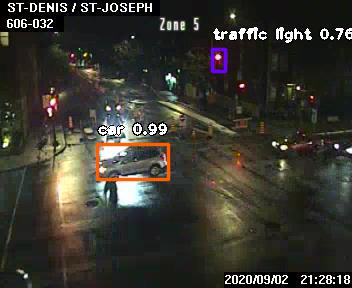 ST-DENIS / ST-JOSEPH
606-032
Zone 5
traffic light 0.76
car 0.99
2020/09/02 21:28:18